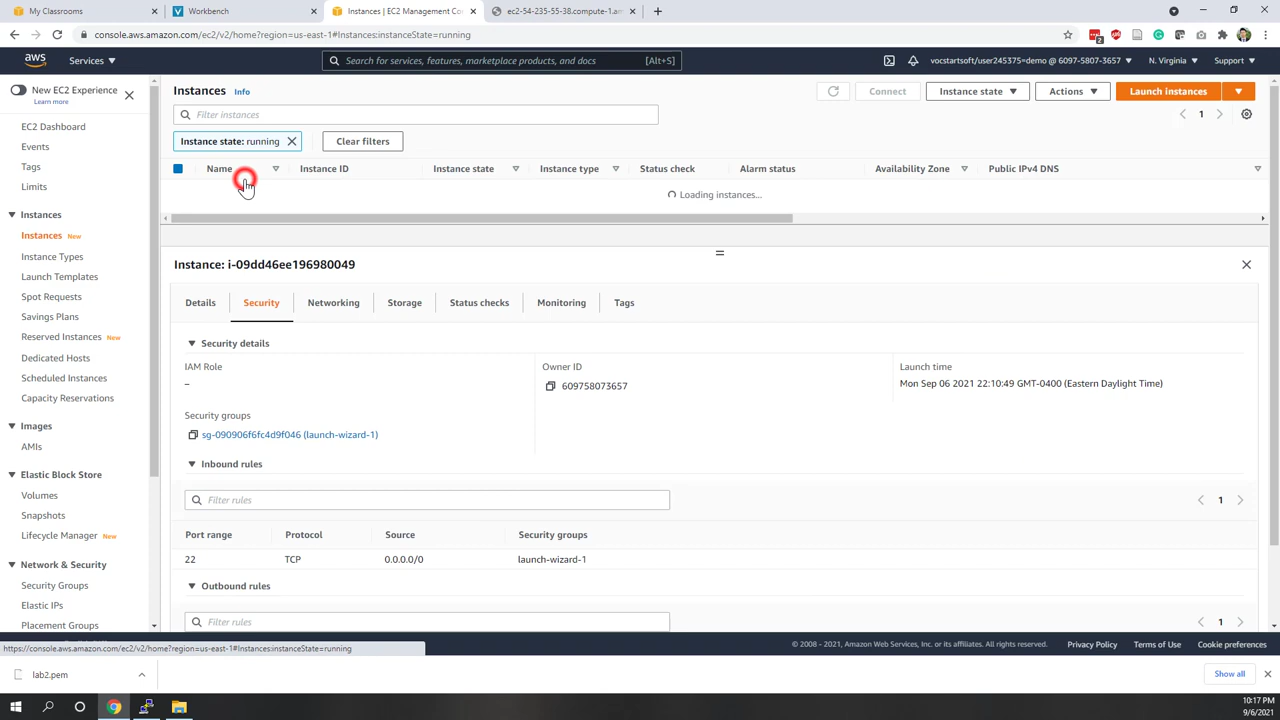 My Classrooms
Workbench
Instances | EC2 Management Co
ec2-54-235-55-38.compute-1.am
console.aws.amazon.com/ec2/v2/home?region=us-east-1#Instances:instanceState=running
2
aws
Services
Search for services, features, marketplace products, and docs
[Alt+S]
vocstartsoft/user245375=demo @ 6097-5807-3657
N. Virginia
Support
New EC2 Experience
Learn more
EC2 Dashboard
Events
Tags
Limits
Instances
Instances New
Instance Types
Launch Templates
Spot Requests
Savings Plans
Reserved Instances New
Dedicated Hosts
Scheduled Instances
Capacity Reservations
Images
AMIs
Elastic Block Store
Volumes
Snapshots
Lifecycle Manager New
Network & Security
Security Groups
Elastic IPs
Placement Groups
Instances Info
Connect
Instance state
Actions
Launch instances
Filter instances
1
Instance state: running
Clear filters
Name
Instance ID
Instance state
Instance type
Status check
Alarm status
Availability Zone
Public IPv4 DNS
Loading instances...
Instance: i-09dd46ee196980049
Details
Security
Networking
Storage
Status checks
Monitoring
Tags
Security details
IAM Role
–
Owner ID
609758073657
Launch time
Mon Sep 06 2021 22:10:49 GMT-0400 (Eastern Daylight Time)
Security groups
sg-090906f6fc4d9f046 (launch-wizard-1)
Inbound rules
Filter rules
1
Port range
Protocol
Source
Security groups
22
TCP
0.0.0.0/0
launch-wizard-1
Outbound rules
Filter rules
1
https://console.aws.amazon.com/ec2/v2/home?region=us-east-1#Instances:instanceState=running
© 2008 - 2021, Amazon Web Services, Inc. or its affiliates. All rights reserved.
Privacy Policy
Terms of Use
Cookie preferences
lab2.pem
Show all
10:17 PM
9/6/2021